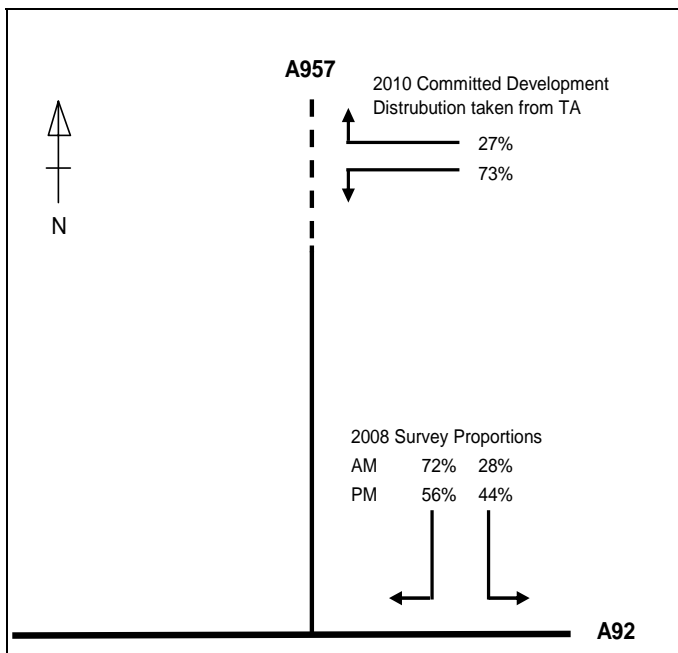 A957
2010 Committed Development
Distrubution taken from TA
27%
73%
N
2008 Survey Proportions
AM 72% 28%
PM 56% 44%
A92